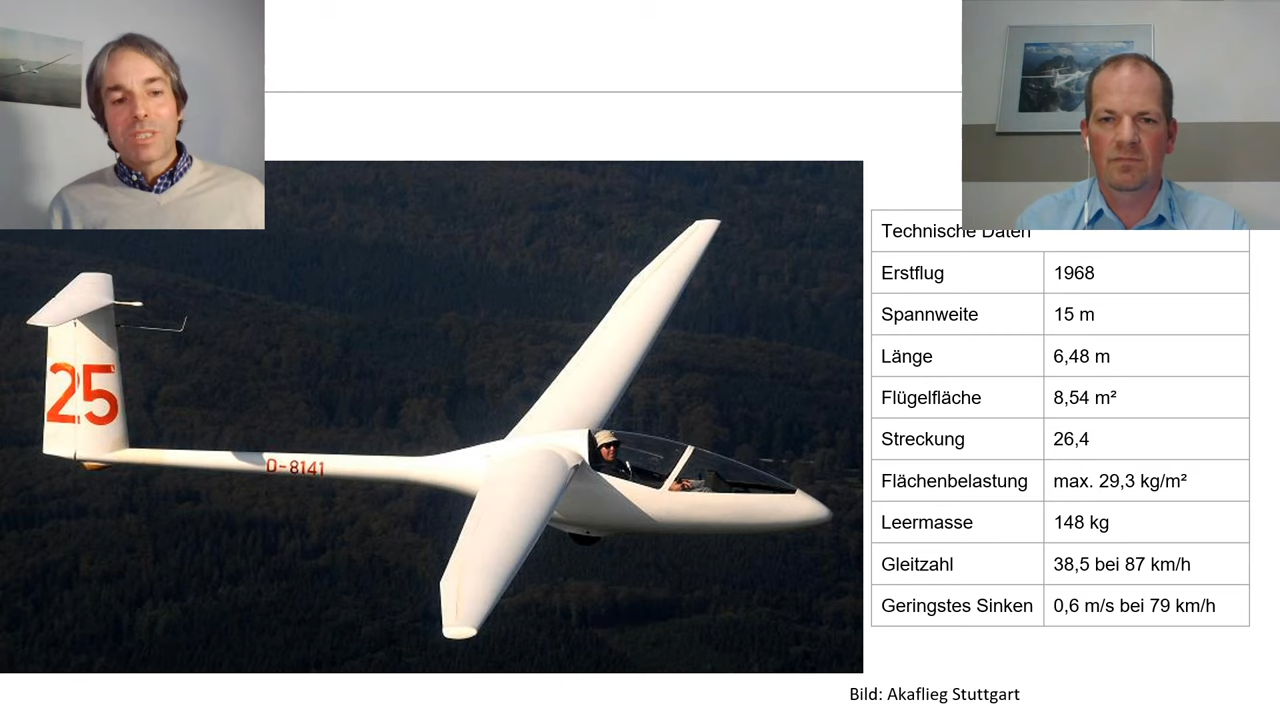 Technische Daten
Erstflug 1968
Spannweite 15 m
Länge 6,48 m
Flügelfläche 8,54 m²
Streckung 26,4
Flächenbelastung max. 29,3 kg/m²
Leermasse 148 kg
Gleitzahl 38,5 bei 87 km/h
Geringstes Sinken 0,6 m/s bei 79 km/h
25
D-8141
Bild: Akaflieg Stuttgart